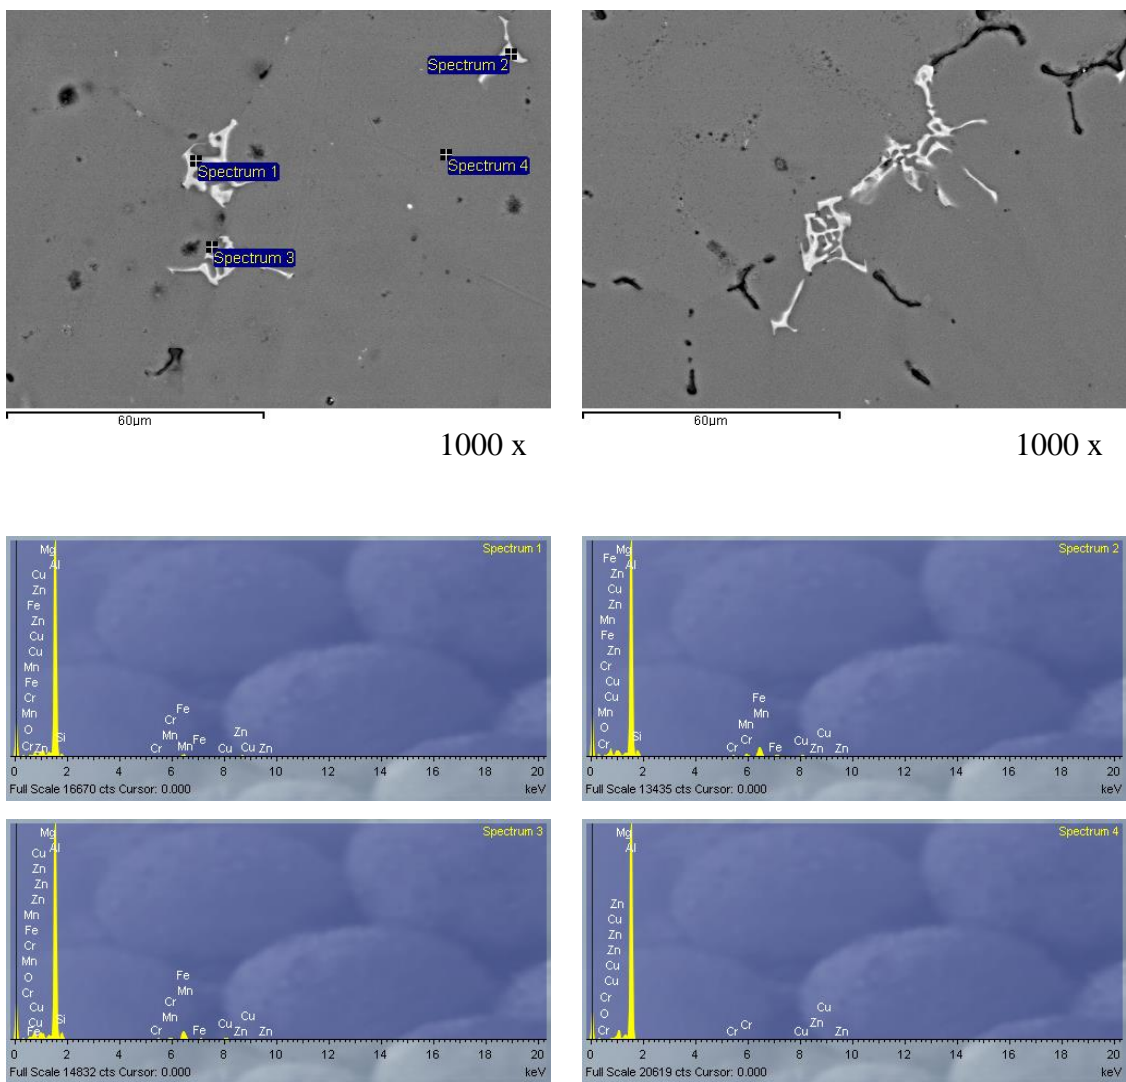 Spectrum 2
Spectrum 4
Spectrum 1
Spectrum 3
60µm
60µm
1000 x
1000 x
Spectrum 1
Mg
Al
Cu
Zn
Fe
Zn
Cu
Cu
Mn
Fe
Cr
Mn
O
Cr Zn
Si
Fe
Cr
Mn
Mn
Fe
Cr
Zn
Cu
Cu
Zn
0 2 4 6 8 10 12 14 16 18 20
Full Scale 16670 cts Cursor: 0.000 keV
Spectrum 2
Mg
Fe
Al
Zn
Cu
Zn
Mn
Fe
Zn
Cr
Cu
Cu
Mn
O
Cr
Si
Fe
Mn
Mn
Cr
Cr
Fe
Cu
Cu
Zn
Zn
0 2 4 6 8 10 12 14 16 18 20
Full Scale 13435 cts Cursor: 0.000 keV
Spectrum 3
Mg
Al
Cu
Zn
Zn
Zn
Mn
Fe
Cr
Mn
O
Cr
Cu
Cu
Fe
Si
Fe
Mn
Cr
Mn
Cr
Fe
Cu
Cu
Zn
Zn
0 2 4 6 8 10 12 14 16 18 20
Full Scale 14832 cts Cursor: 0.000 keV
Spectrum 4
Mg
Al
Zn
Cu
Zn
Zn
Cu
Cu
Cr
O
Cr
Cr
Cr
Cu
Zn
Cu
Zn
0 2 4 6 8 10 12 14 16 18 20
Full Scale 20619 cts Cursor: 0.000 keV